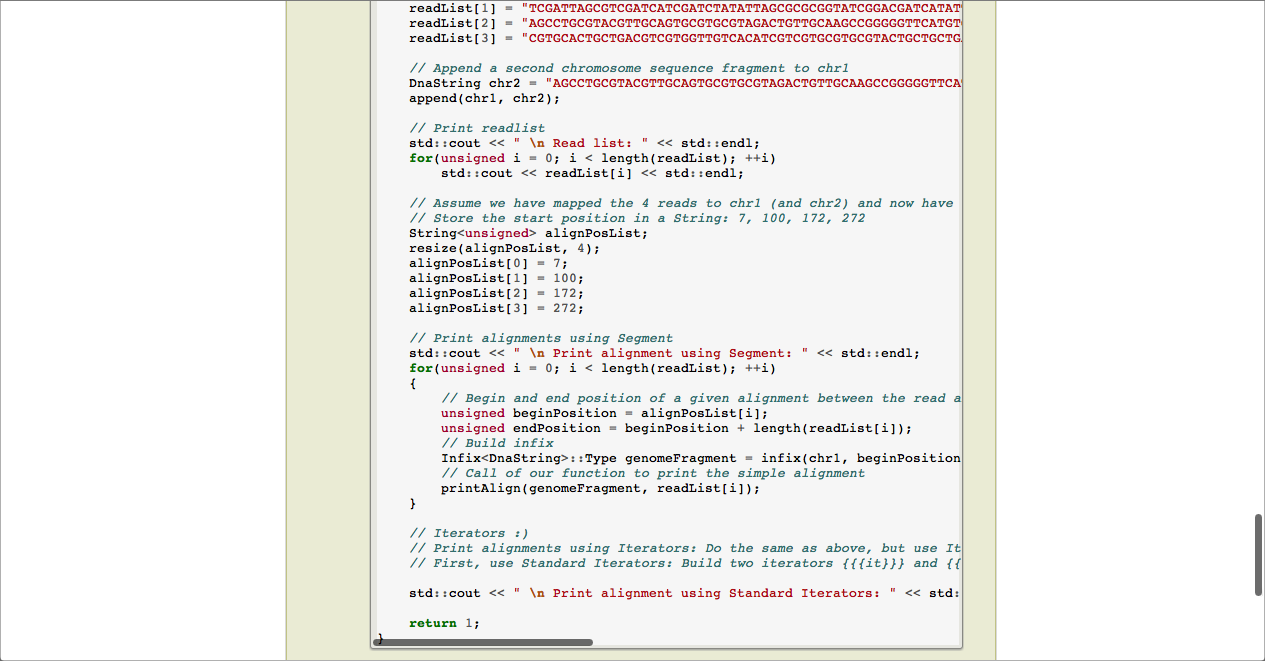 readList[1] = "TCGATTAGCGTCGATCATCGATCTATATTAGCGCGCGGTATCGGACGATCATAT
readList[2] = "AGCCTGCGTACGTTGCAGTGCGTGCGTAGACTGTTGCAAGCCGGGGGTTCATGT
readList[3] = "CGTGCACTGCTGACGTCGTGGTTGTCACATCGTCGTGCGTGCGTACTGCTGCTG
// Append a second chromosome sequence fragment to chr1
DnaString chr2 = "AGCCTGCGTACGTTGCAGTGCGTGCGTAGACTGTTGCAAGCCGGGGGTTCA
append(chr1, chr2);
// Print readlist
std::cout << " \n Read list: " << std::endl;
for(unsigned i = 0; i < length(readList); ++i)
    std::cout << readList[i] << std::endl;
// Assume we have mapped the 4 reads to chr1 (and chr2) and now have
// Store the start position in a String: 7, 100, 172, 272
String<unsigned> alignPosList;
resize(alignPosList, 4);
alignPosList[0] = 7;
alignPosList[1] = 100;
alignPosList[2] = 172;
alignPosList[3] = 272;
// Print alignments using Segment
std::cout << " \n Print alignment using Segment: " << std::endl;
for(unsigned i = 0; i < length(readList); ++i)
{
    // Begin and end position of a given alignment between the read a
    unsigned beginPosition = alignPosList[i];
    unsigned endPosition = beginPosition + length(readList[i]);
    // Build infix
    Infix<DnaString>::Type genomeFragment = infix(chr1, beginPosition
    // Call of our function to print the simple alignment
    printAlign(genomeFragment, readList[i]);
}
// Iterators :)
// Print alignments using Iterators: Do the same as above, but use It
// First, use Standard Iterators: Build two iterators {{{it}}} and {{
std::cout << " \n Print alignment using Standard Iterators: " << std:
return 1;
}